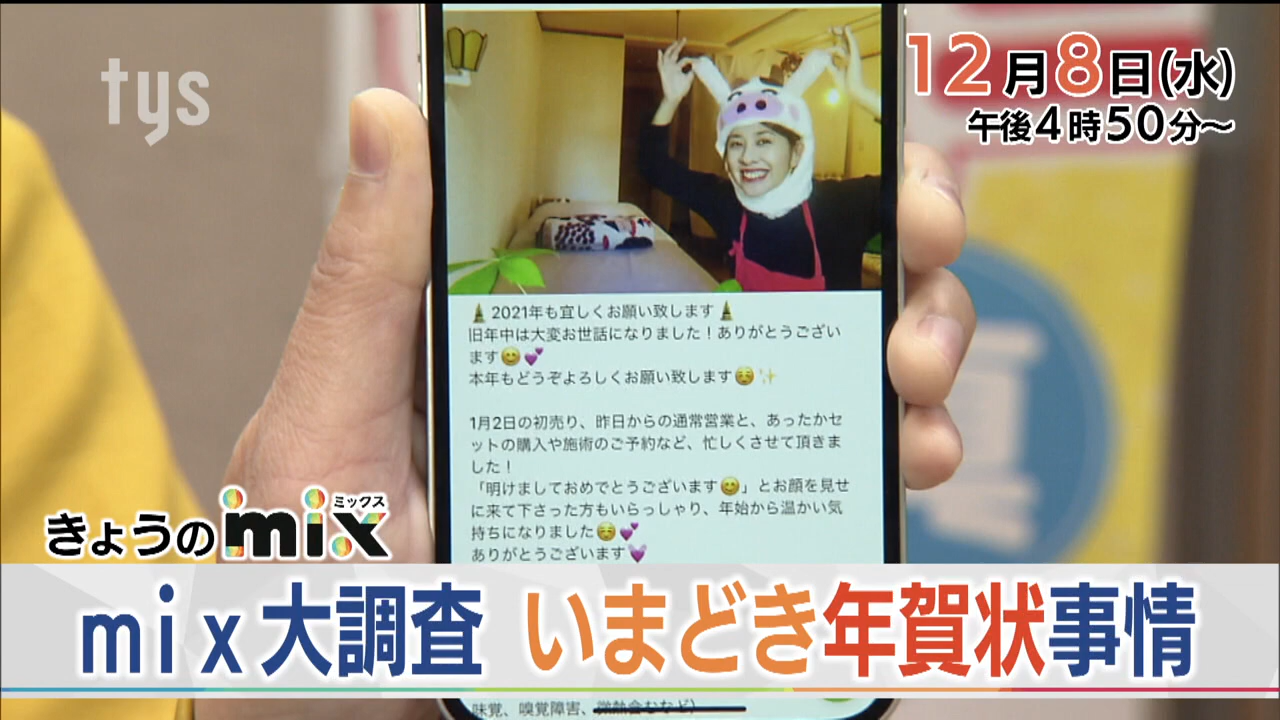 tys
12月8日(水)
午後4時50分～
🎍2021年も宜しくお願い致します🎍
旧年中は大変お世話になりました！ありがとうござい
ます😊💕
本年もどうぞよろしくお願い致します☺️✨
1月2日の初売り、昨日からの通常営業と、あったかセ
ットの購入や施術のご予約など、忙しくさせて頂きま
した！
「明けましておめでとうございます😊」とお顔を見せ
に来て下さった方もいらっしゃり、年始から温かい気
持ちになりました☺️💕
ありがとうございます💓
ミックス
きょうのmix
mix大調査 いまどき年賀状事情
味覚、嗅覚障害、